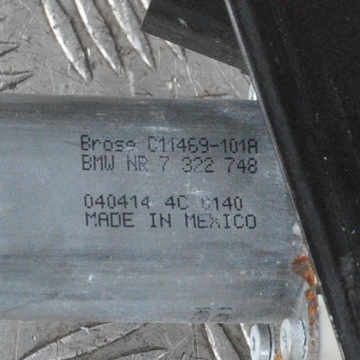 Brose C11469-101A
BMW NR 7 322 748
040414 4C 0140
MADE IN MEXICO